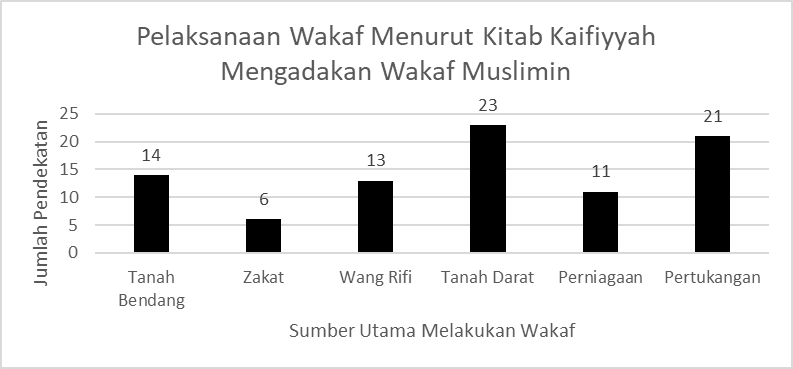 Pelaksanaan Wakaf Menurut Kitab Kaifiyyah
Mengadakan Wakaf Muslimin
Jumlah Pendekatan
25
20
15
10
5
0
14
6
13
23
11
21
Tanah
Bendang
Zakat
Wang Rifi
Tanah Darat
Perniagaan
Pertukangan
Sumber Utama Melakukan Wakaf